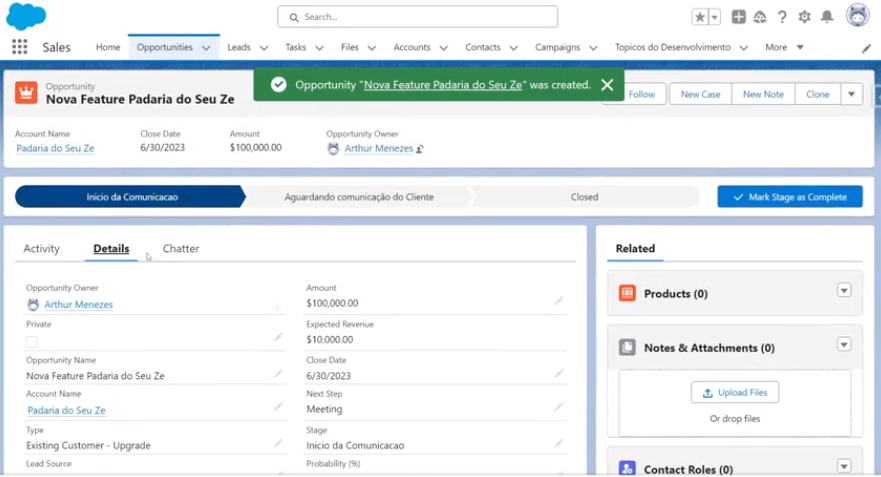 Search...
Sales
Home
Opportunities
Leads
Tasks
Files
Accounts
Contacts
Campaigns
Topicos do Desenvolvimento
More
Opportunity
Nova Feature Padaria do Seu Ze
Opportunity "Nova Feature Padaria do Seu Ze" was created.
Follow
New Case
New Note
Clone
Account Name
Close Date
Amount
Opportunity Owner
Padaria do Seu Ze
6/30/2023
$100,000.00
Arthur Menezes
Inicio da Comunicacao
Aguardando comunicação do Cliente
Closed
Mark Stage as Complete
Activity
Details
Chatter
Opportunity Owner
Arthur Menezes
Amount
$100,000.00
Private
Expected Revenue
$10,000.00
Opportunity Name
Nova Feature Padaria do Seu Ze
Close Date
6/30/2023
Account Name
Padaria do Seu Ze
Next Step
Meeting
Type
Existing Customer - Upgrade
Stage
Inicio da Comunicacao
Lead Source
Probability (%)
Related
Products (0)
Notes & Attachments (0)
Upload Files
Or drop files
Contact Roles (0)